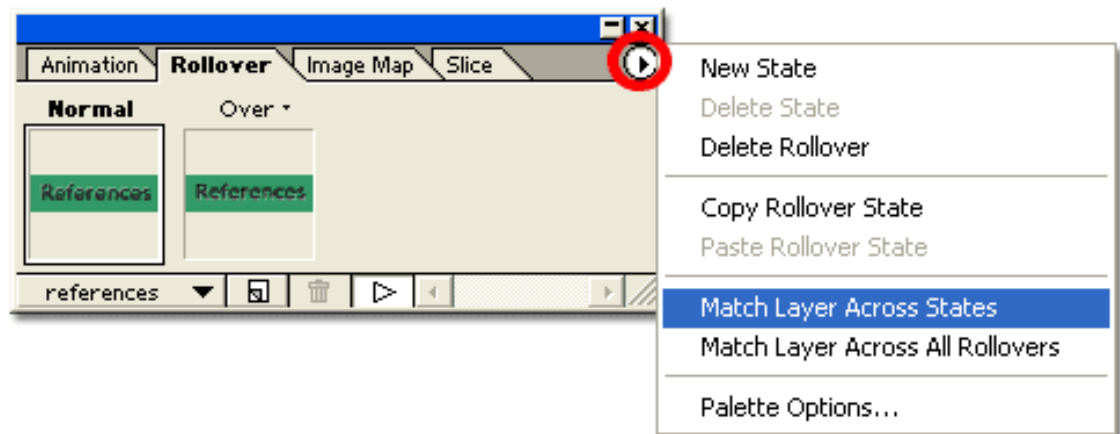 Animation Rollover Image Map Slice
Normal Over
References References
references
New State
Delete State
Delete Rollover
Copy Rollover State
Paste Rollover State
Match Layer Across States
Match Layer Across All Rollovers
Palette Options...